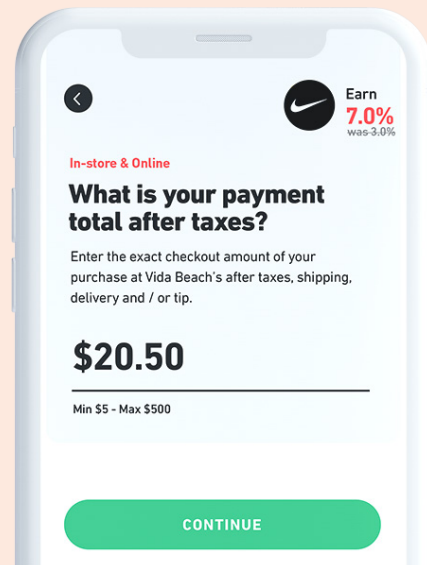 Earn
7.0%
was 3.0%
In-store & Online
What is your payment
total after taxes?
Enter the exact checkout amount of your
purchase at Vida Beach's after taxes, shipping,
delivery and / or tip.
$20.50
Min $5 - Max $500
CONTINUE